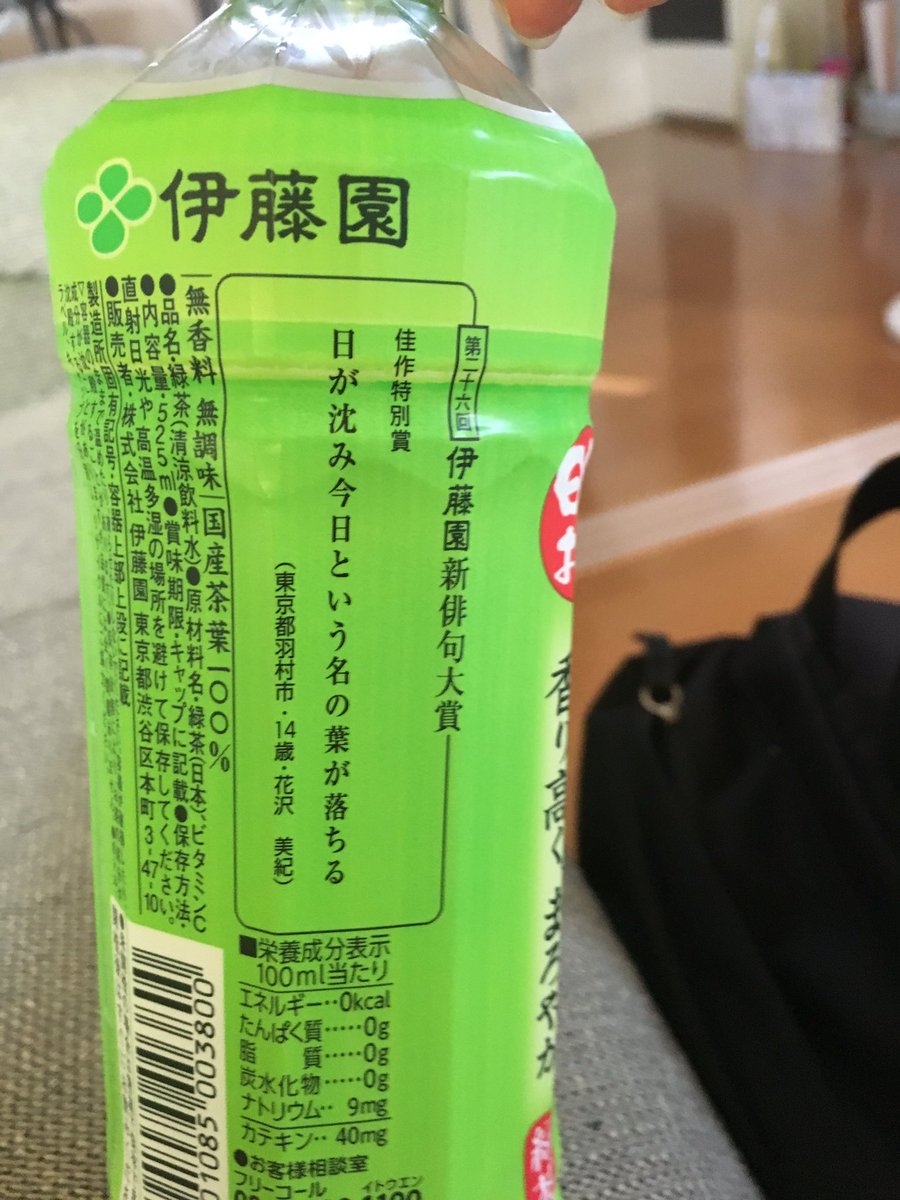 伊藤園
第二十六回 伊藤園新俳句大賞
佳作特別賞
日が沈み今日という名の葉が落ちる
(東京都羽村市・14歳・花沢 美紀)
無香料 無調味 国産茶葉一〇〇%
●品名・緑茶(清涼飲料水)●原材料名・緑茶(日本)、ビタミンC
●内容量・525ml●賞味期限・キャップに記載●保存方法・
直射日光や高温多湿の場所を避けて保存してください。
●販売者・株式会社 伊藤園 東京都渋谷区本町3-47-10
製造所固有記号・容器上部上段に記載
■栄養成分表示
100ml当たり
エネルギー‥0kcal
たんぱく質‥‥‥0g
脂 質‥‥‥0g
炭水化物‥‥‥0g
ナトリウム‥ 9mg
カテキン‥ 40mg
●お客様相談室
フリーコール イトウエン
香り高く、まろやか
01085 003800